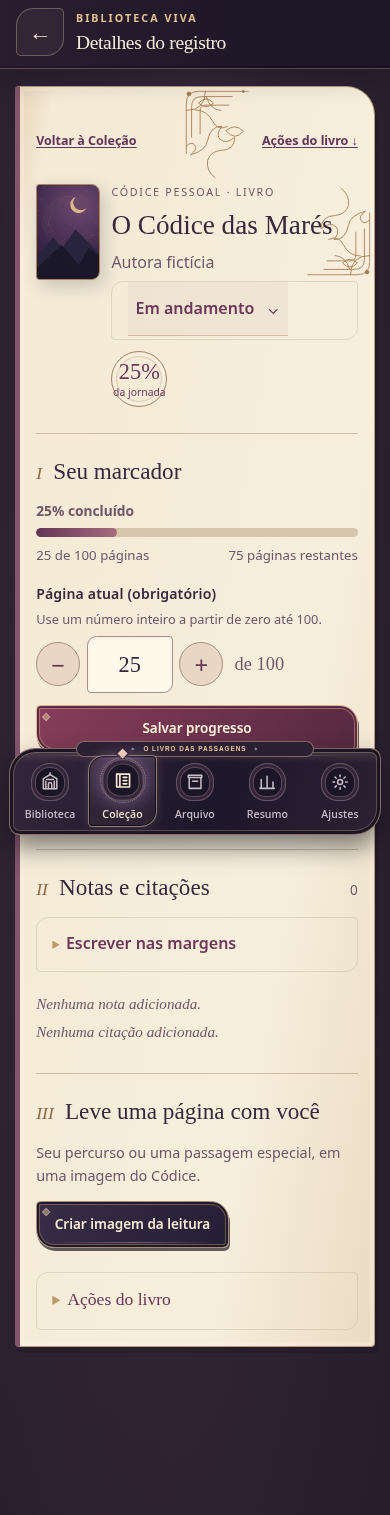 ←
BIBLIOTECA VIVA
Detalhes do registro
Voltar à Coleção
Ações do livro ↓
CÓDICE PESSOAL · LIVRO
O Códice das Marés
Autora fictícia
Em andamento
25%
da jornada
I Seu marcador
25% concluído
25 de 100 páginas
75 páginas restantes
Página atual (obrigatório)
Use um número inteiro a partir de zero até 100.
− 25 + de 100
Salvar progresso
O LIVRO DAS PASSAGENS
Biblioteca
Coleção
Arquivo
Resumo
Ajustes
II Notas e citações
0
Escrever nas margens
Nenhuma nota adicionada.
Nenhuma citação adicionada.
III Leve uma página com você
Seu percurso ou uma passagem especial, em
uma imagem do Códice.
Criar imagem da leitura
Ações do livro